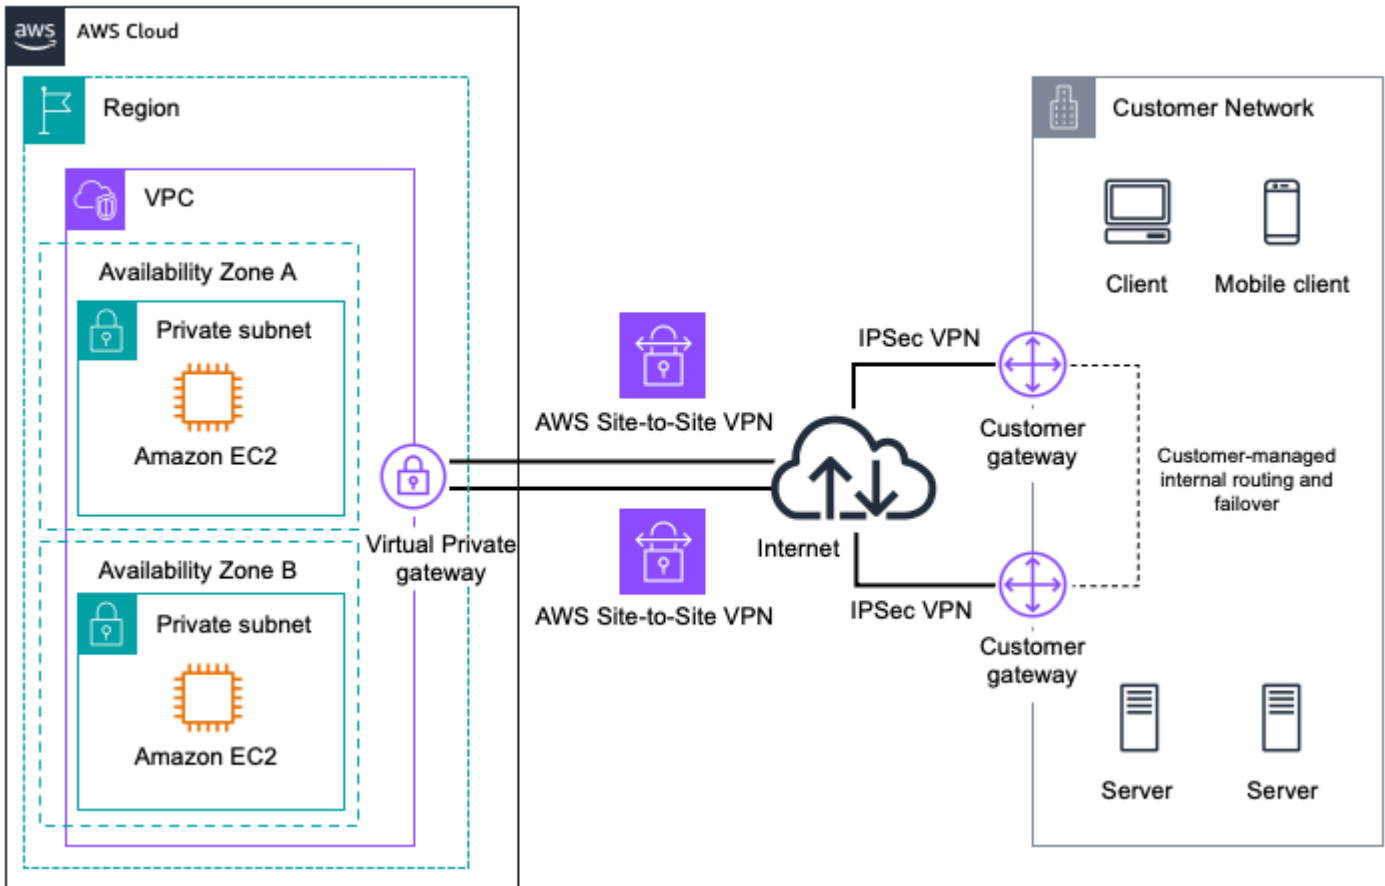 aws
AWS Cloud
Region
VPC
Availability Zone A
Private subnet
Amazon EC2
Availability Zone B
Private subnet
Amazon EC2
Virtual Private
gateway
AWS Site-to-Site VPN
AWS Site-to-Site VPN
Internet
IPSec VPN
IPSec VPN
Customer Network
Client
Mobile client
Customer
gateway
Customer-managed
internal routing and
failover
Customer
gateway
Server
Server